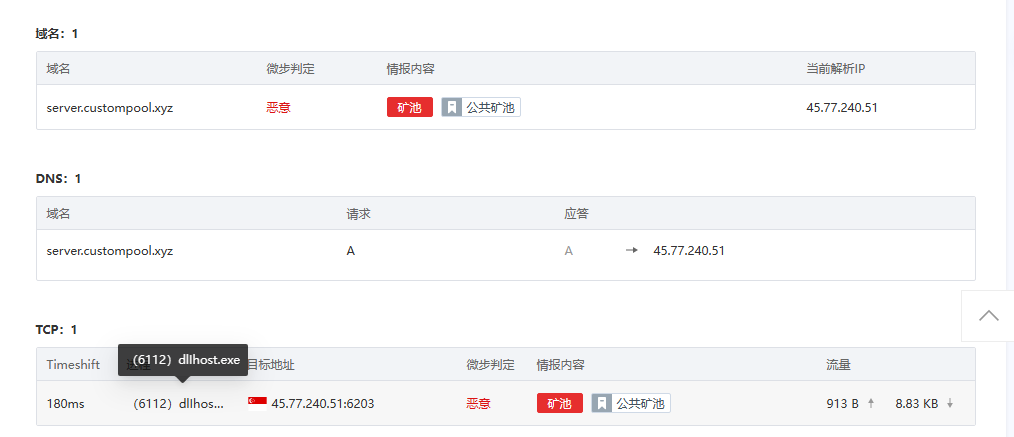 域名：1
域名 微步判定 情报内容 当前解析IP
server.custompool.xyz 恶意 矿池 公共矿池 45.77.240.51
DNS：1
域名 请求 应答
server.custompool.xyz A A → 45.77.240.51
TCP：1
（6112）dllhost.exe
Timeshift 进程 目标地址 微步判定 情报内容 流量
180ms （6112）dllhos... 45.77.240.51:6203 恶意 矿池 公共矿池 913 B 8.83 KB